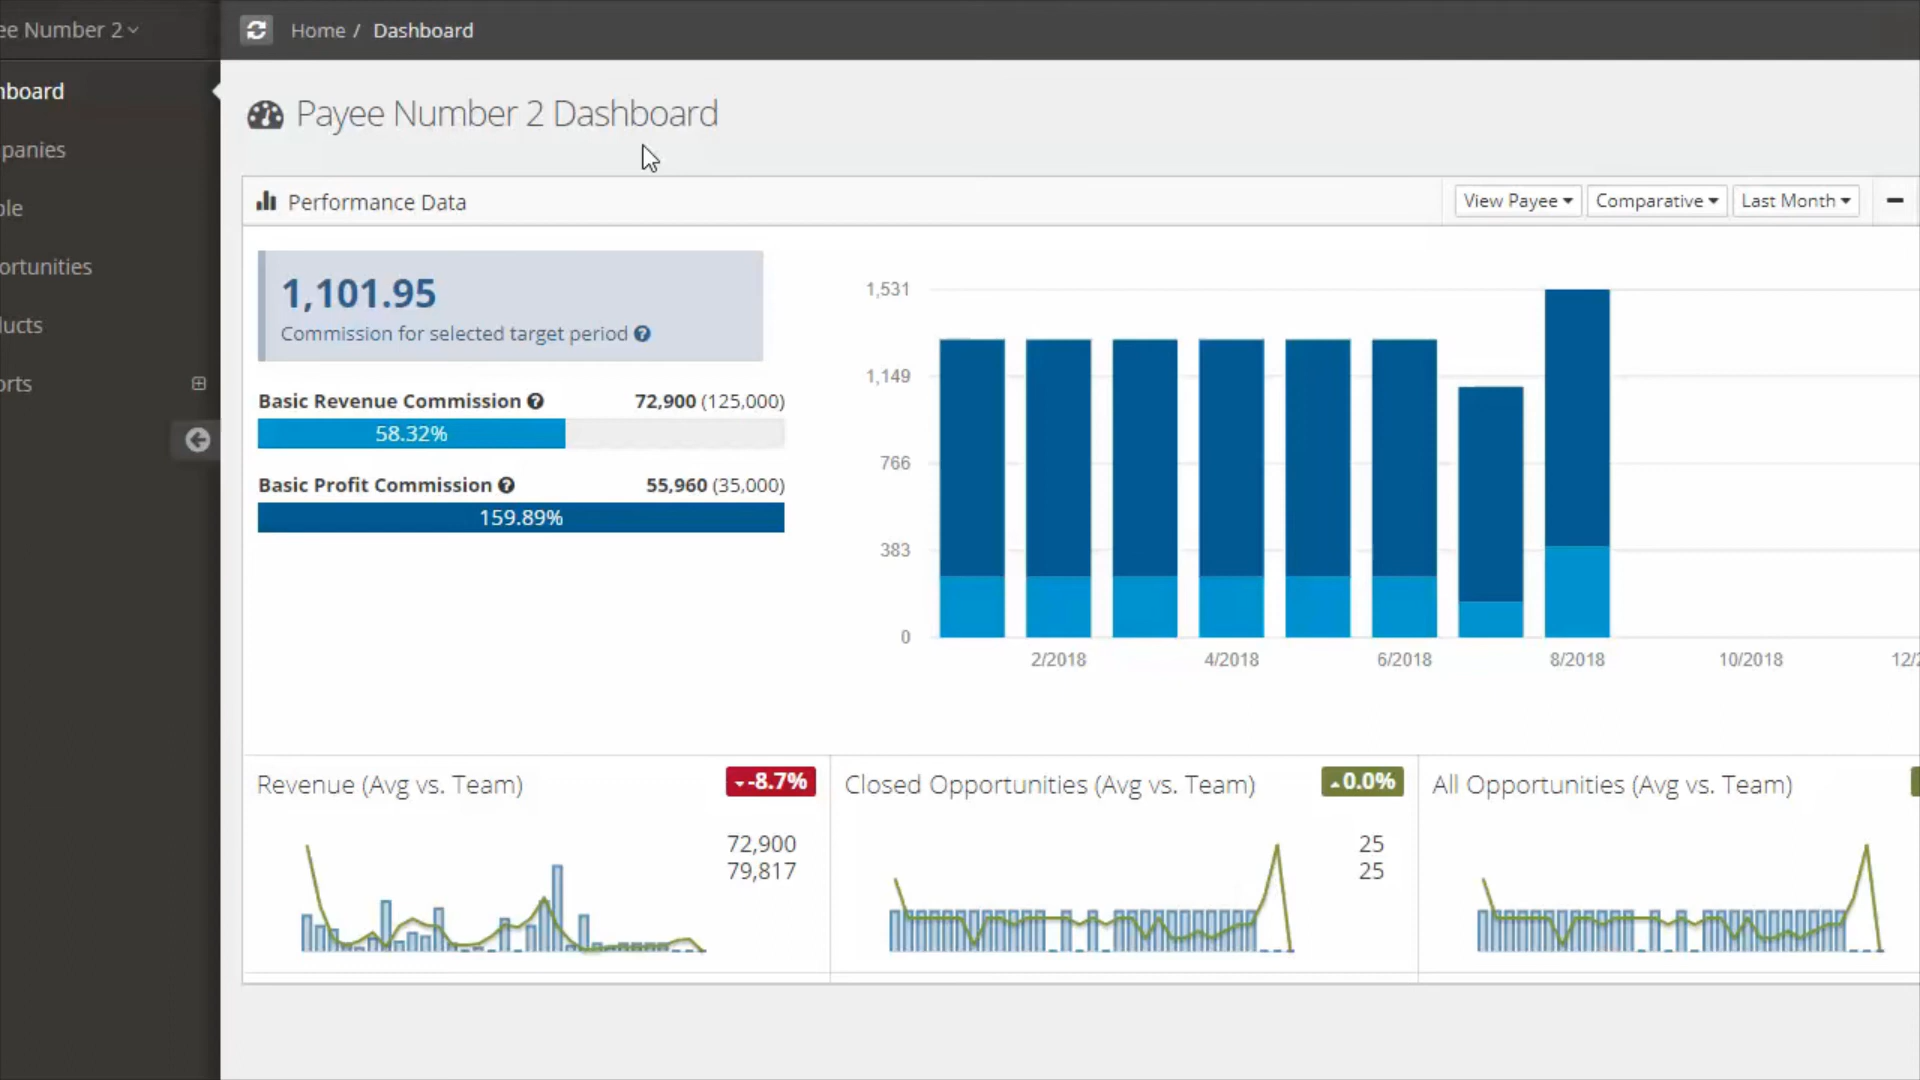 ee Number 2
Home / Dashboard
hboard
panies
ole
ortunities
ucts
orts
Payee Number 2 Dashboard
Performance Data
View Payee
Comparative
Last Month
1,101.95
Commission for selected target period
Basic Revenue Commission 72,900 (125,000)
58.32%
Basic Profit Commission 55,960 (35,000)
159.89%
1,531
1,149
766
383
0
2/2018 4/2018 6/2018 8/2018 10/2018 12/2
Revenue (Avg vs. Team) -8.7%
72,900
79,817
Closed Opportunities (Avg vs. Team) 0.0%
25
25
All Opportunities (Avg vs. Team)